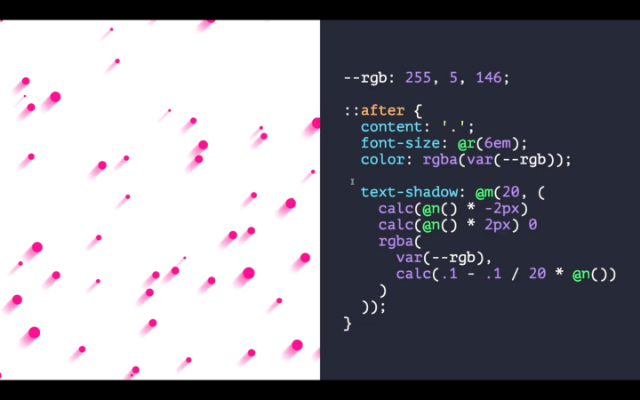 --rgb: 255, 5, 146;
::after {
content: '.';
font-size: @r(6em);
color: rgba(var(--rgb));
text-shadow: @m(20, (
calc(@n() * -2px)
calc(@n() * 2px) 0
rgba(
var(--rgb),
calc(.1 - .1 / 20 * @n())
)
));
}